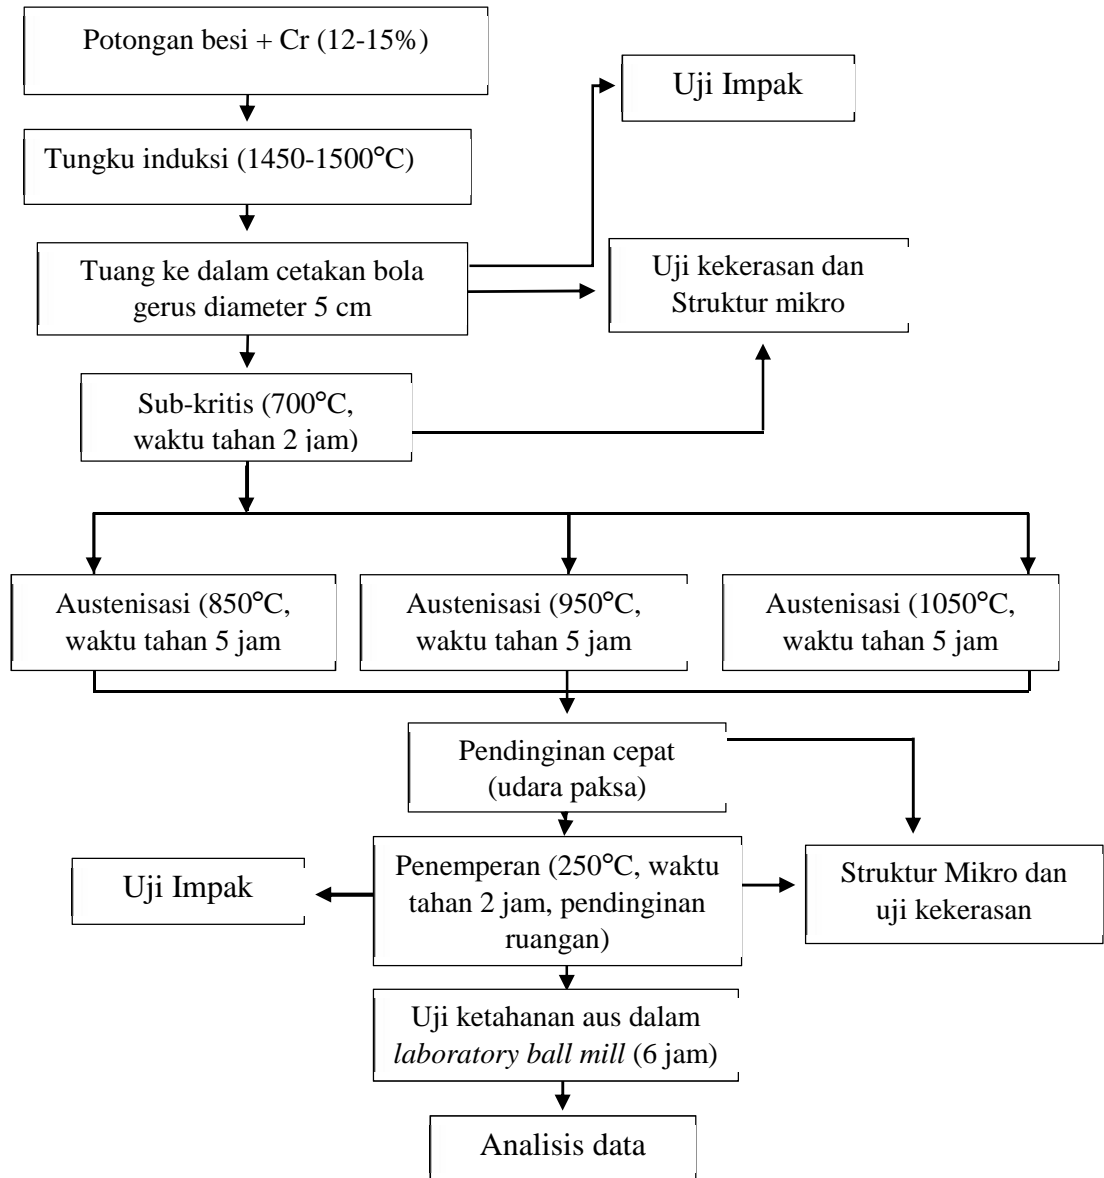 Potongan besi + Cr (12-15%)
Uji Impak
Tungku induksi (1450-1500°C)
Tuang ke dalam cetakan bola
gerus diameter 5 cm
Uji kekerasan dan
Struktur mikro
Sub-kritis (700°C,
waktu tahan 2 jam)
Austenisasi (850°C,
waktu tahan 5 jam
Austenisasi (950°C,
waktu tahan 5 jam
Austenisasi (1050°C,
waktu tahan 5 jam
Pendinginan cepat
(udara paksa)
Uji Impak
Penemperan (250°C, waktu
tahan 2 jam, pendinginan
ruangan)
Struktur Mikro dan
uji kekerasan
Uji ketahanan aus dalam
laboratory ball mill (6 jam)
Analisis data